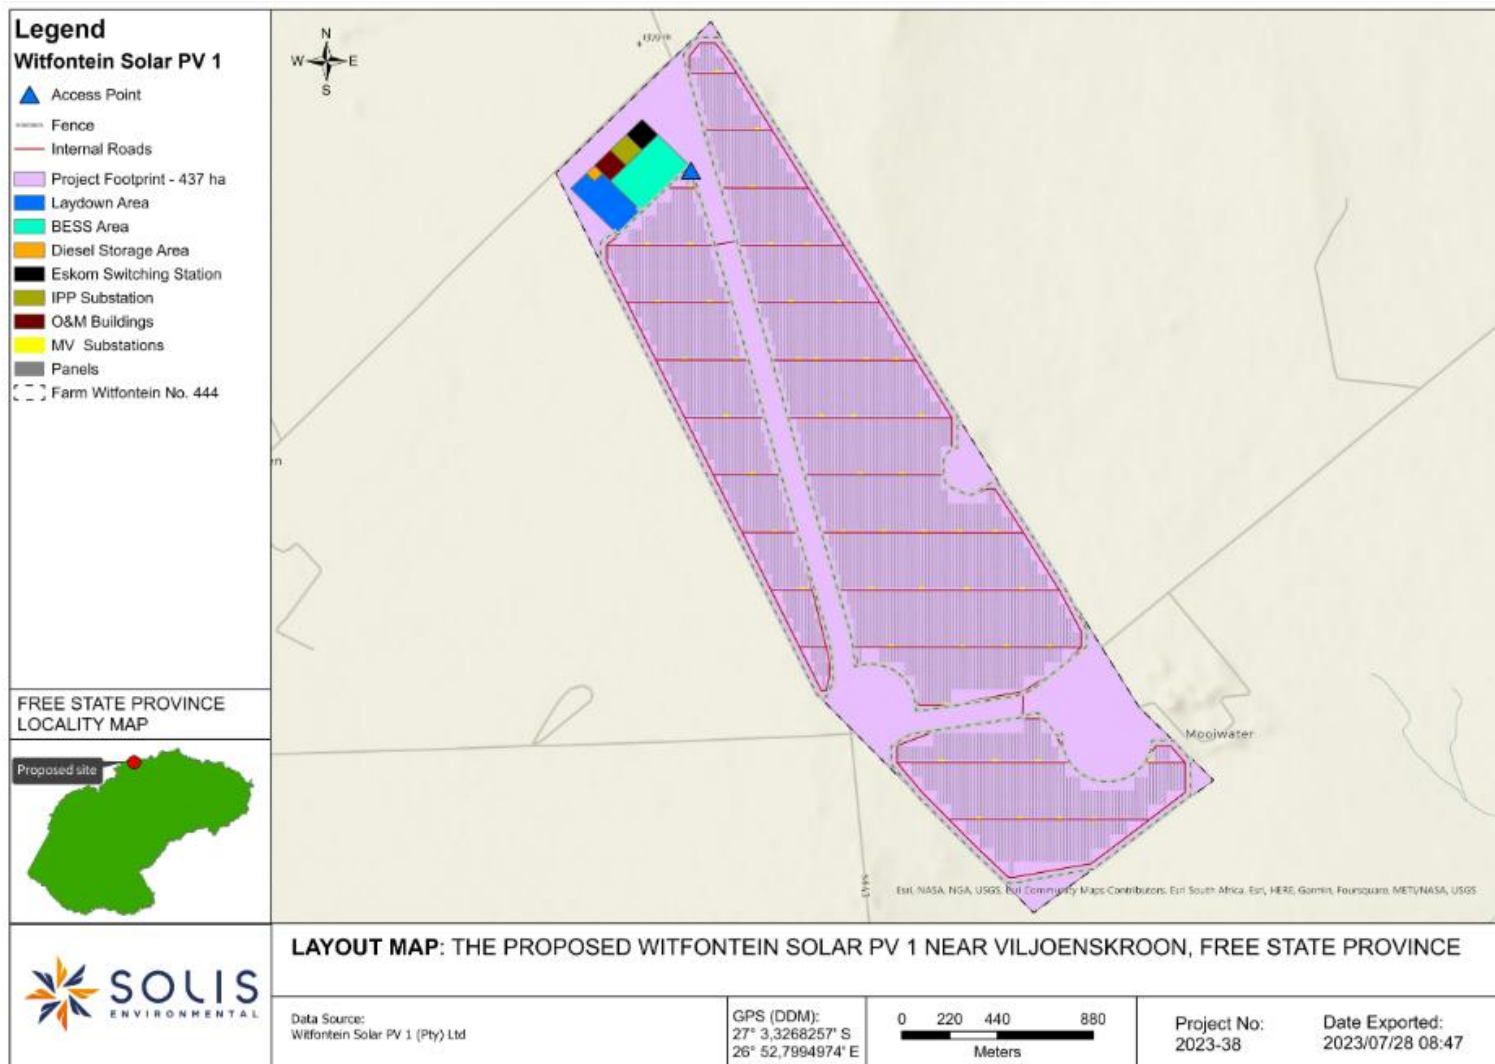 Legend
Witfontein Solar PV 1
Access Point
Fence
Internal Roads
Project Footprint - 437 ha
Laydown Area
BESS Area
Diesel Storage Area
Eskom Switching Station
IPP Substation
O&M Buildings
MV Substations
Panels
Farm Witfontein No. 444
FREE STATE PROVINCE
LOCALITY MAP
Proposed site
N
W E
S
Mooiwater
Esri, NASA, NGA, USGS, Esri Community Maps Contributors, Esri South Africa, Esri, HERE, Garmin, Foursquare, METI/NASA, USGS
SOLIS
ENVIRONMENTAL
LAYOUT MAP: THE PROPOSED WITFONTEIN SOLAR PV 1 NEAR VILJOENSKROON, FREE STATE PROVINCE
Data Source:
Witfontein Solar PV 1 (Pty) Ltd
GPS (DDM):
27° 3,3268257' S
26° 52,7994974' E
0 220 440 880
Meters
Project No:
2023-38
Date Exported:
2023/07/28 08:47